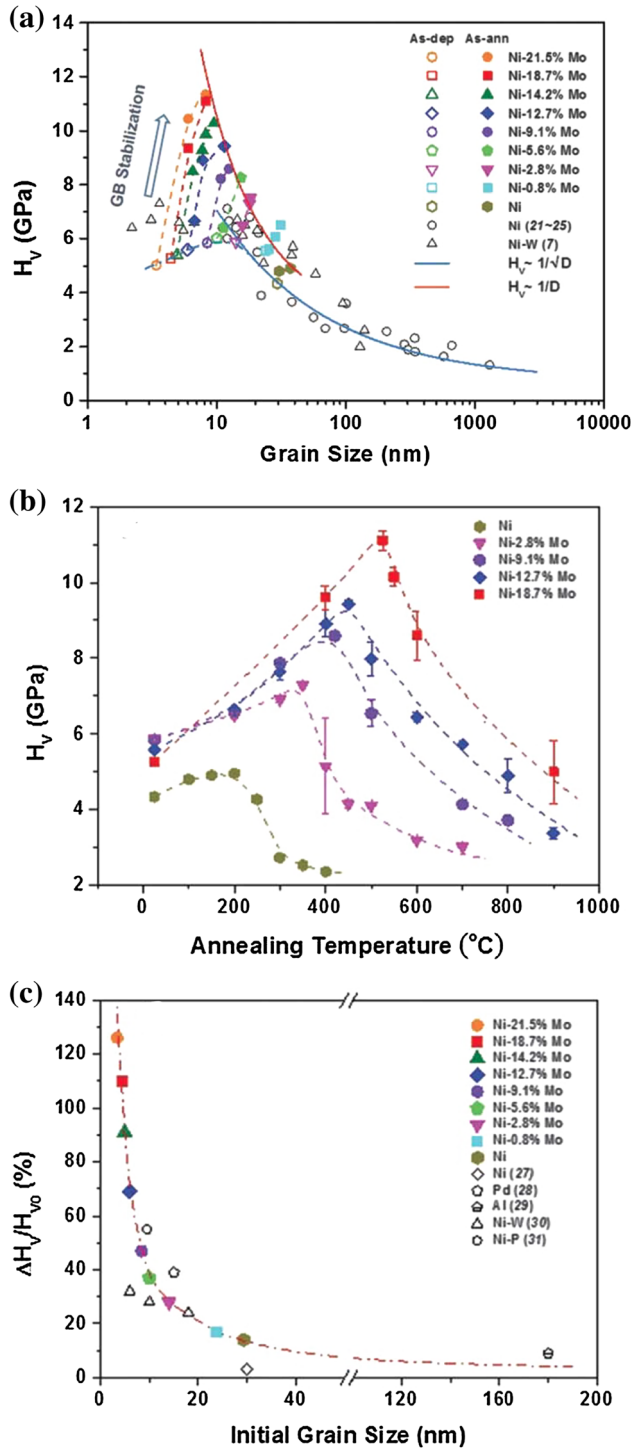 (a)
14
12
10
8
6
4
2
0
Hv (GPa)
GB Stabilization
As-dep As-ann
Ni-21.5% Mo
Ni-18.7% Mo
Ni-14.2% Mo
Ni-12.7% Mo
Ni-9.1% Mo
Ni-5.6% Mo
Ni-2.8% Mo
Ni-0.8% Mo
Ni
Ni (21~25)
Ni-W (7)
Hv~ 1/√D
Hv~ 1/D
1 10 100 1000 10000
Grain Size (nm)
(b)
12
10
8
6
4
2
Hv (GPa)
Ni
Ni-2.8% Mo
Ni-9.1% Mo
Ni-12.7% Mo
Ni-18.7% Mo
0 200 400 600 800 1000
Annealing Temperature (°C)
(c)
140
120
100
80
60
40
20
0
ΔHv/Hv0 (%)
Ni-21.5% Mo
Ni-18.7% Mo
Ni-14.2% Mo
Ni-12.7% Mo
Ni-9.1% Mo
Ni-5.6% Mo
Ni-2.8% Mo
Ni-0.8% Mo
Ni
Ni (27)
Pd (28)
Al (29)
Ni-W (30)
Ni-P (31)
0 20 40 120 160 200
Initial Grain Size (nm)